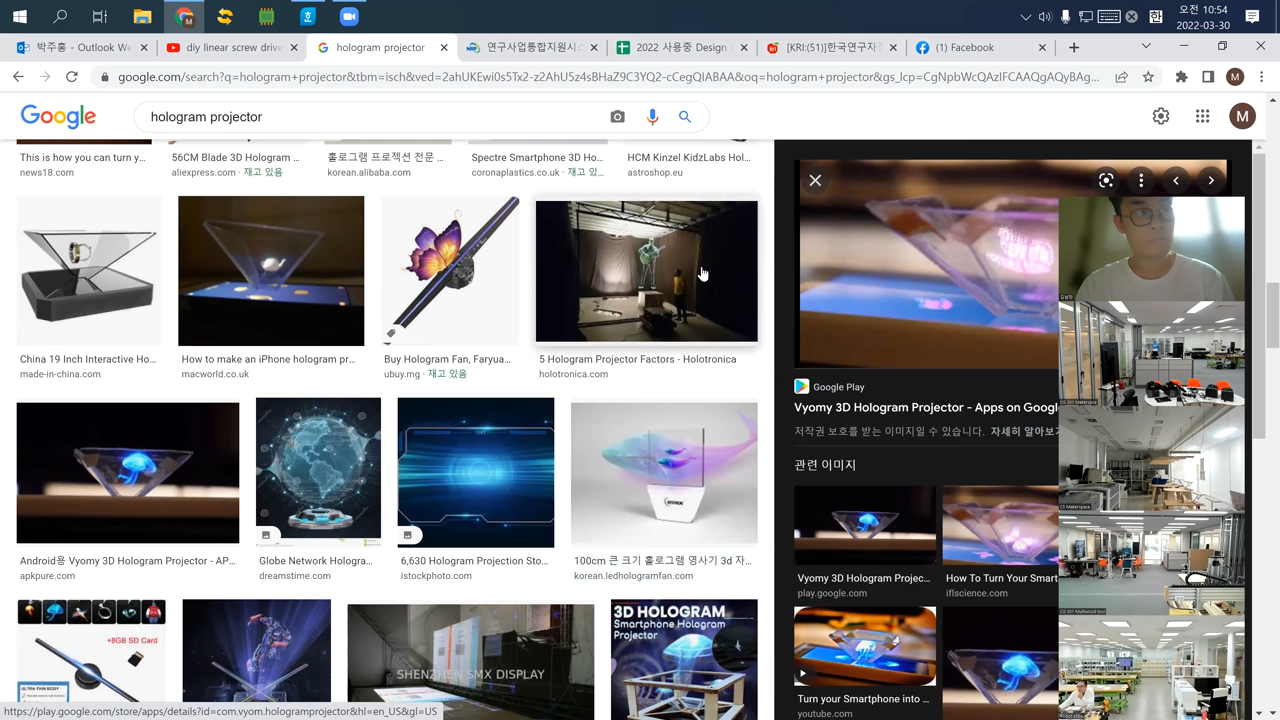 오전 10:54
한
2022-03-30
박주홍 - Outlook We
diy linear screw drive
hologram projector -
연구사업통합지원시스
2022 사용중 Design
[KRI:(51)]한국연구자
(1) Facebook
google.com/search?q=hologram+projector&tbm=isch&ved=2ahUKEwi0s5Tx2-z2AhU5z4sBHaZ9C3YQ2-cCegQIABAA&oq=hologram+projector&gs_lcp=CgNpbWcQAzIFCAAQgAQyBAg...
M
Google
hologram projector
M
This is how you can turn y...
news18.com
56CM Blade 3D Hologram ...
aliexpress.com · 재고 있음
홀로그램 프로젝션 전문 ...
korean.alibaba.com
Spectre Smartphone 3D Ho...
coronaplastics.co.uk · 재고 있...
HCM Kinzel KidzLabs Hol...
astroshop.eu
China 19 Inch Interactive Ho...
made-in-china.com
How to make an iPhone hologram pr...
macworld.co.uk
Buy Hologram Fan, Faryua...
ubuy.mg · 재고 있음
5 Hologram Projector Factors - Holotronica
holotronica.com
Android용 Vyomy 3D Hologram Projector - AP...
apkpure.com
Globe Network Hologra...
dreamstime.com
6,630 Hologram Projection Sto...
istockphoto.com
100cm 큰 크기 홀로그램 영사기 3d 자...
korean.ledhologramfan.com
+8GB SD Card
ULTRA-THIN BODY
SHENZHEN SMX DISPLAY
3D HOLOGRAM
Smartphone Hologram
Projector
Google Play
Vyomy 3D Hologram Projector - Apps on Googl
저작권 보호를 받는 이미지일 수 있습니다. 자세히 알아보기
관련 이미지
Vyomy 3D Hologram Projec...
play.google.com
How To Turn Your Smart
iflscience.com
Turn your Smartphone into ...
youtube.com
CG 301 Makerspace
C5 Makerspace
https://play.google.com/store/apps/details?id=com.vyom.hologramprojector&hl=en_US&gl=US